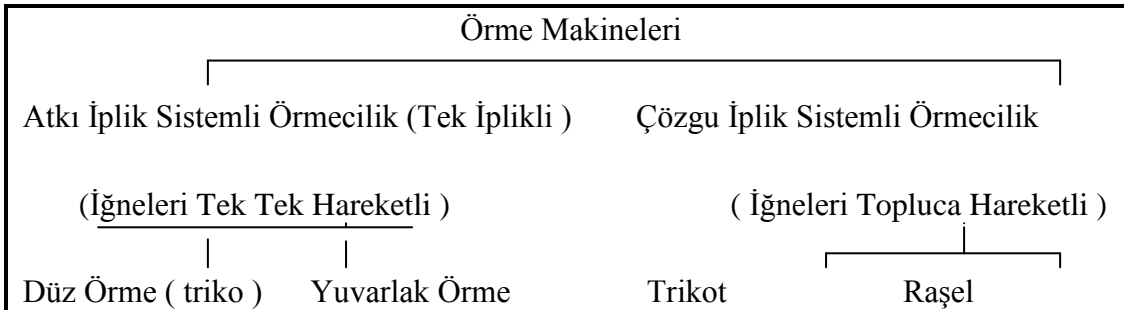 Örme Makineleri
Atkı İplik Sistemli Örmecilik (Tek İplikli ) Çözgu İplik Sistemli Örmecilik
(İğneleri Tek Tek Hareketli ) ( İğneleri Topluca Hareketli )
Düz Örme ( triko ) Yuvarlak Örme Trikot Raşel